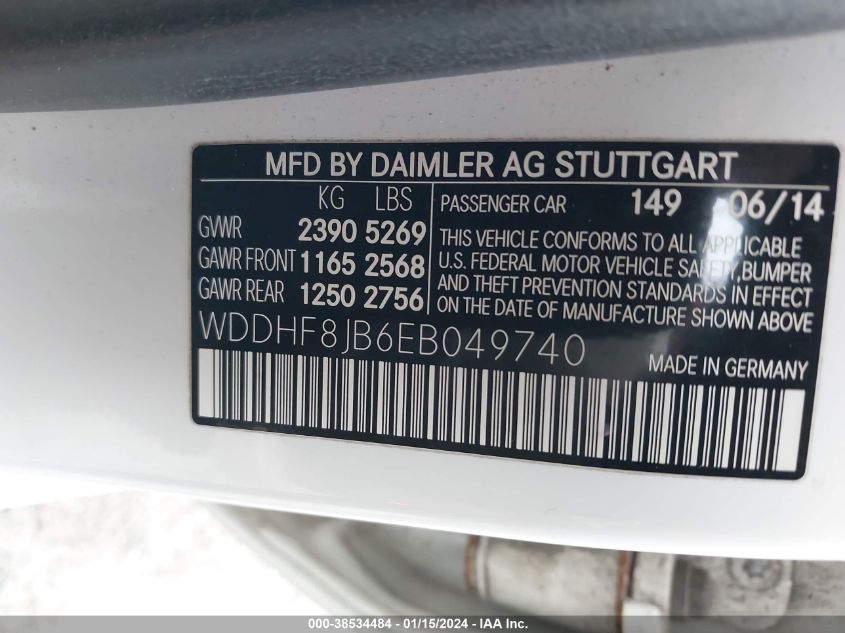 MFD BY DAIMLER AG STUTTGART
KG LBS
GVWR 2390 5269
GAWR FRONT 1165 2568
GAWR REAR 1250 2756
PASSENGER CAR 149 06/14
THIS VEHICLE CONFORMS TO ALL APPLICABLE
U.S. FEDERAL MOTOR VEHICLE SAFETY, BUMPER
AND THEFT PREVENTION STANDARDS IN EFFECT
ON THE DATE OF MANUFACTURE SHOWN ABOVE
WDDHF8JB6EB049740
MADE IN GERMANY
000-38534484 - 01/15/2024 - IAA Inc.